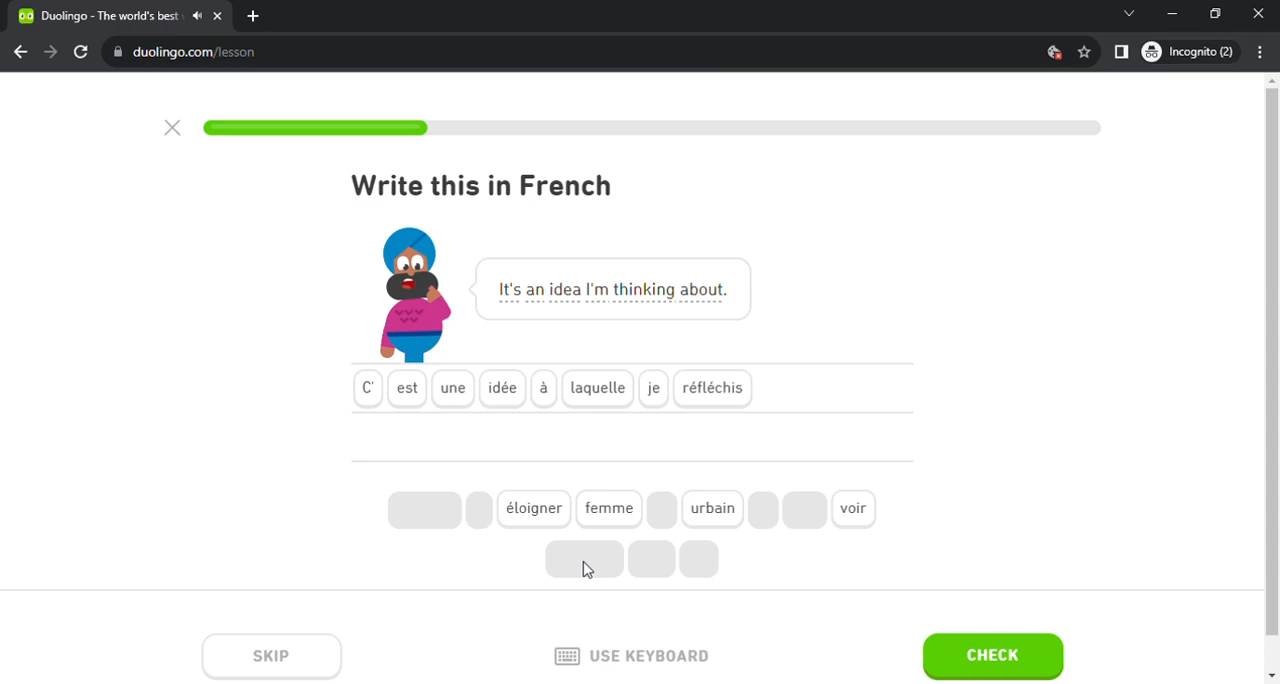 Duolingo - The world's best
duolingo.com/lesson
Incognito (2)
Write this in French
It's an idea I'm thinking about.
C' est une idée à laquelle je réfléchis
éloigner femme urbain voir
SKIP USE KEYBOARD CHECK